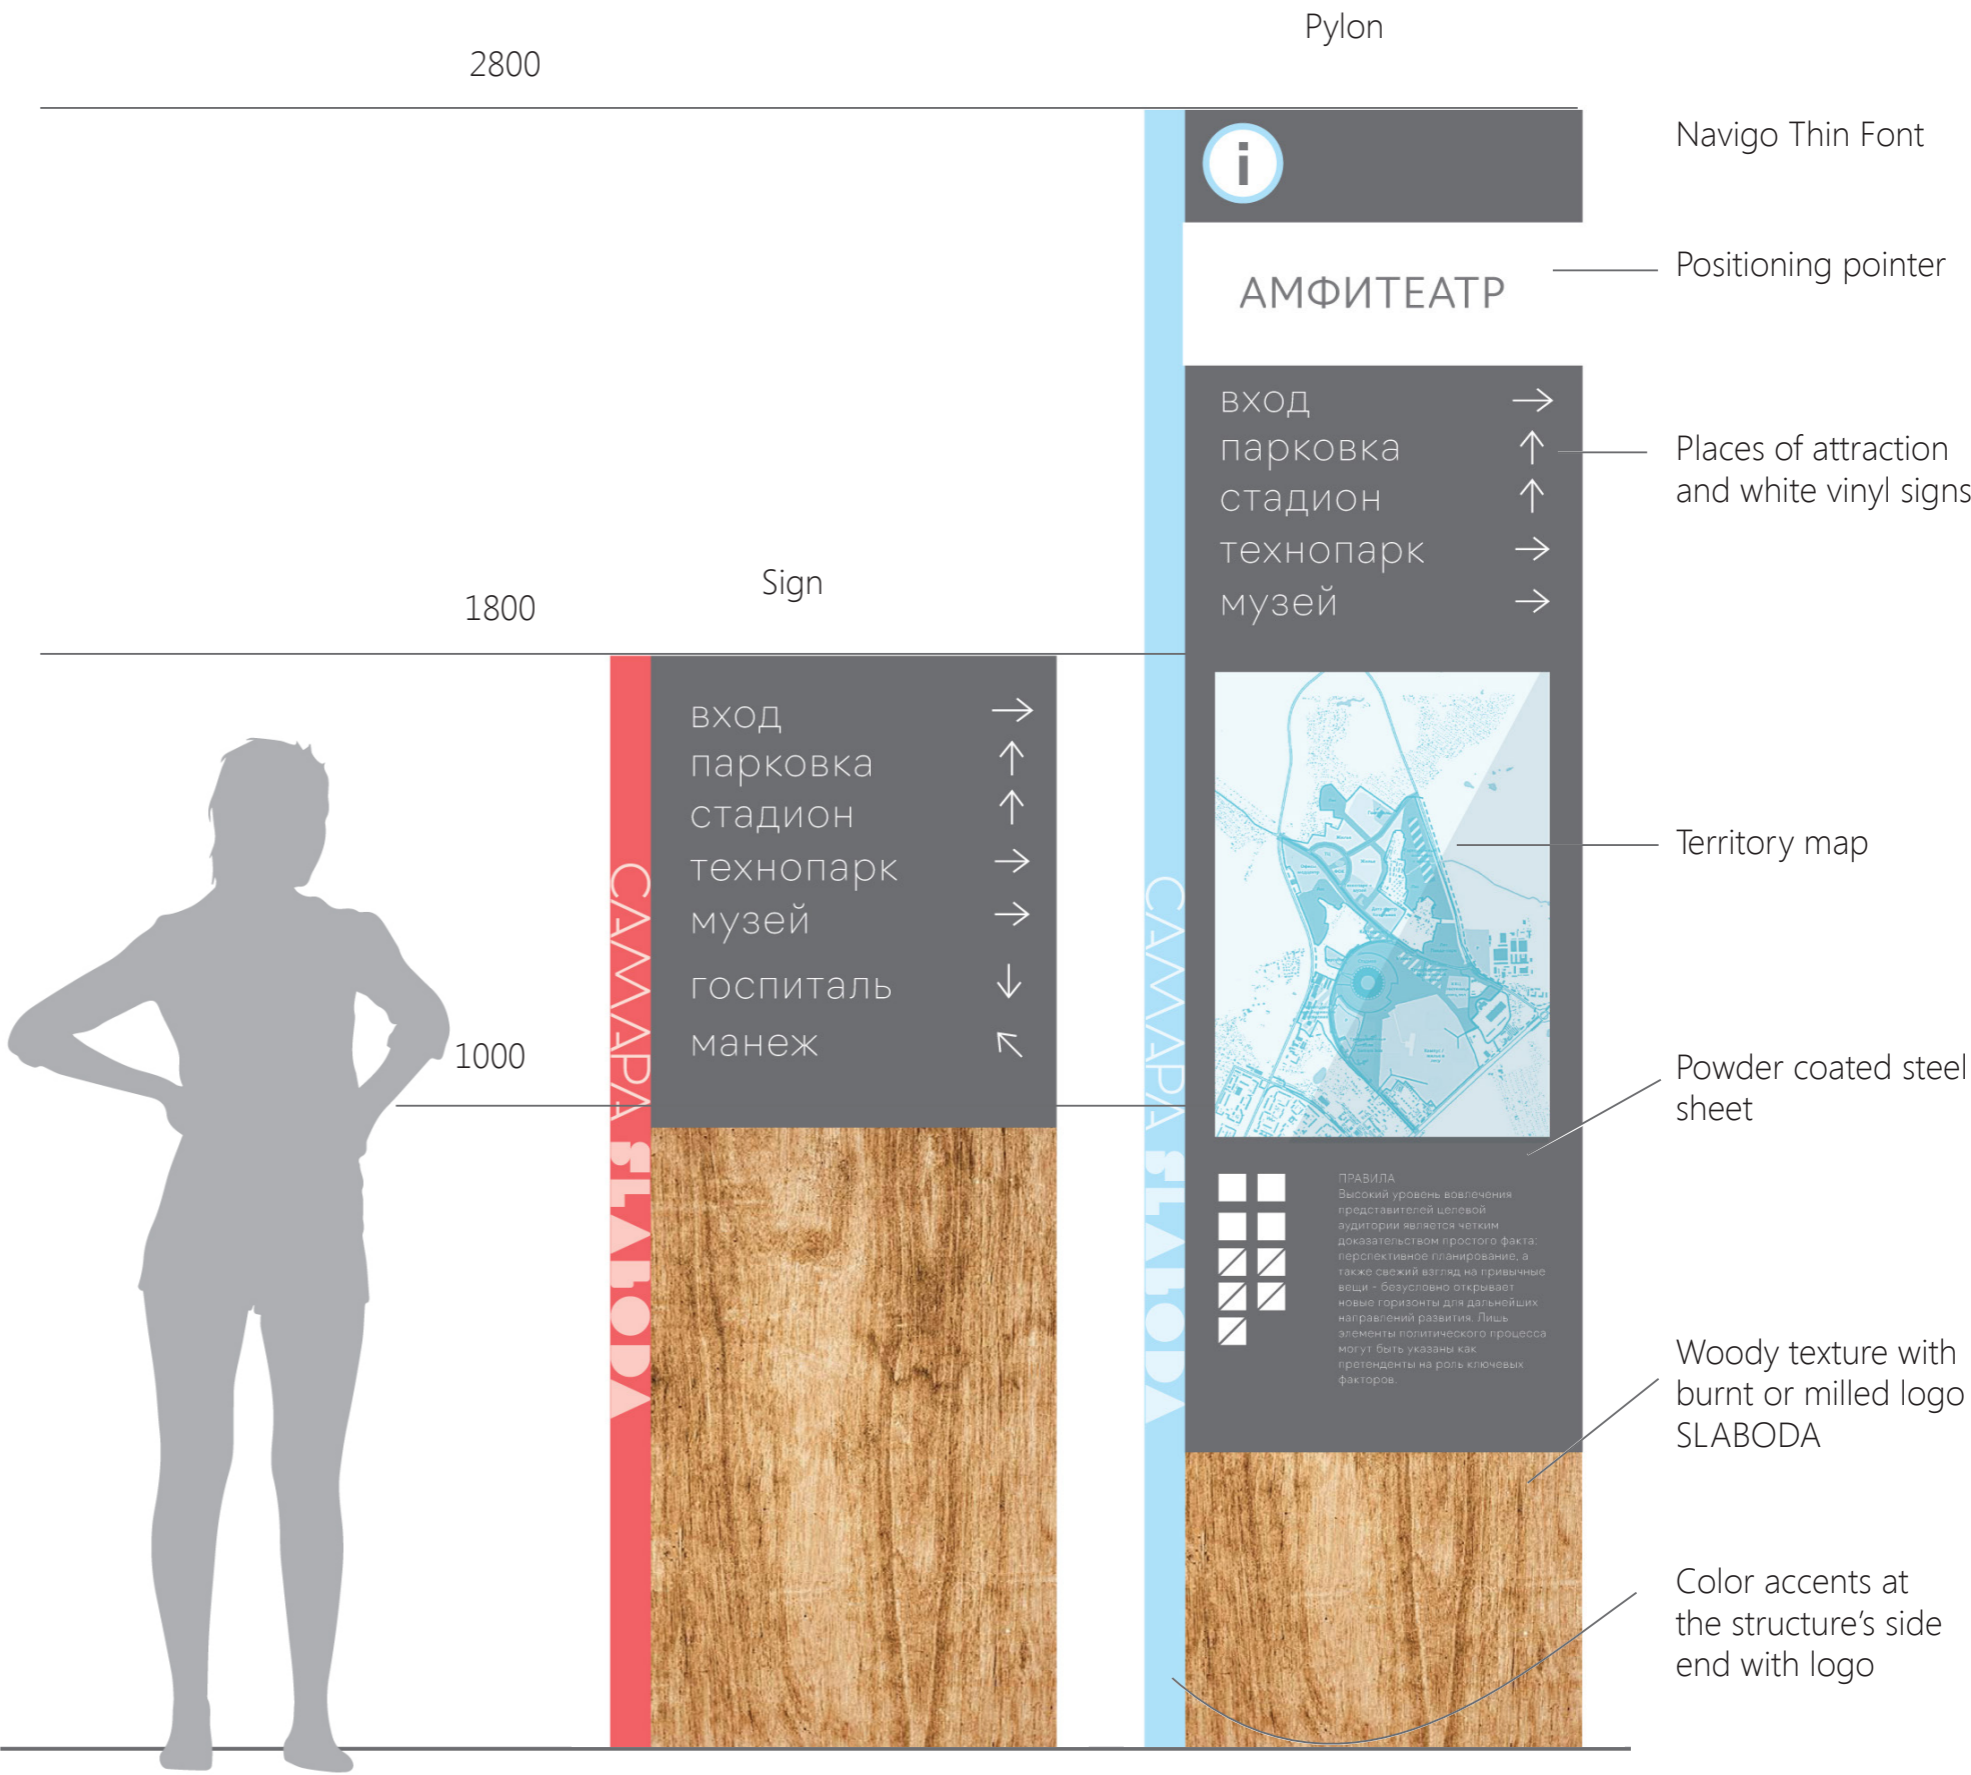 Pylon
2800
Navigo Thin Font
i
Positioning pointer
АМФИТЕАТР
вход →
парковка ↑
стадион ↑
технопарк →
музей →
Places of attraction
and white vinyl signs
Sign
1800
вход →
парковка ↑
стадион ↑
технопарк →
музей →
госпиталь ↓
манеж ↖
1000
САМАРА SLABODA
САМАРА SLABODA
Territory map
Powder coated steel
sheet
ПРАВИЛА
Высокий уровень вовлечения
представителей целевой
аудитории является четким
доказательством простого факта:
перспективное планирование, а
также свежий взгляд на привычные
вещи - безусловно открывает
новые горизонты для дальнейших
направлений развития. Лишь
элементы политического процесса
могут быть указаны как
претенденты на роль ключевых
факторов.
Woody texture with
burnt or milled logo
SLABODA
Color accents at
the structure’s side
end with logo